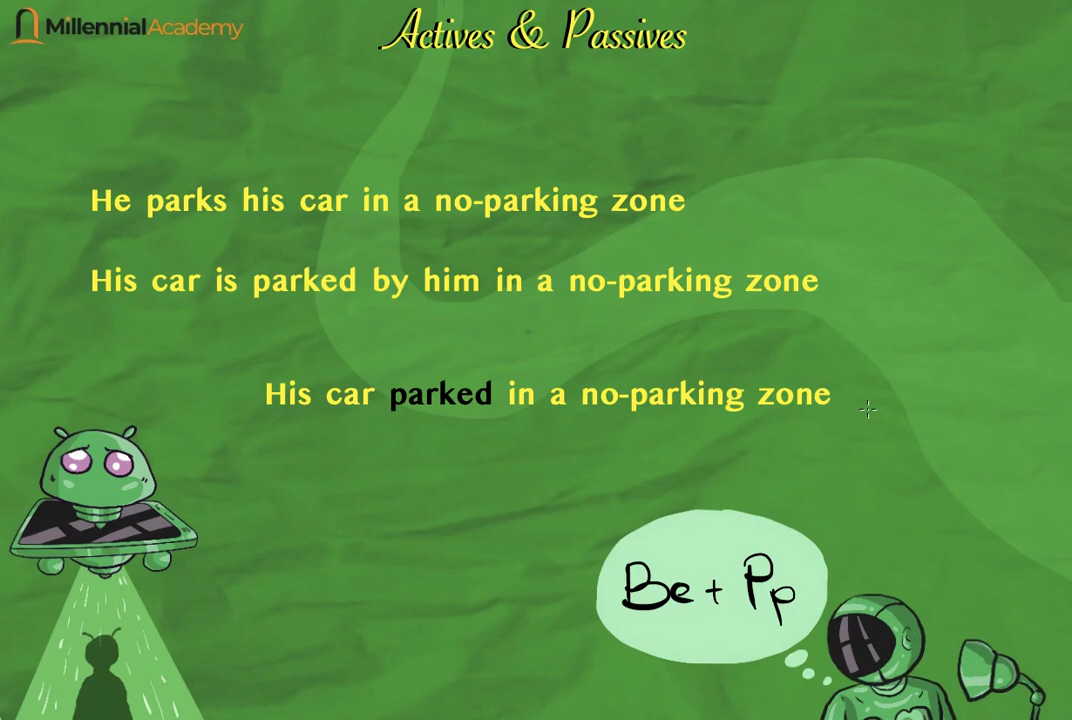 MillennialAcademy
Actives & Passives
He parks his car in a no-parking zone
His car is parked by him in a no-parking zone
His car parked in a no-parking zone
Be + Pp